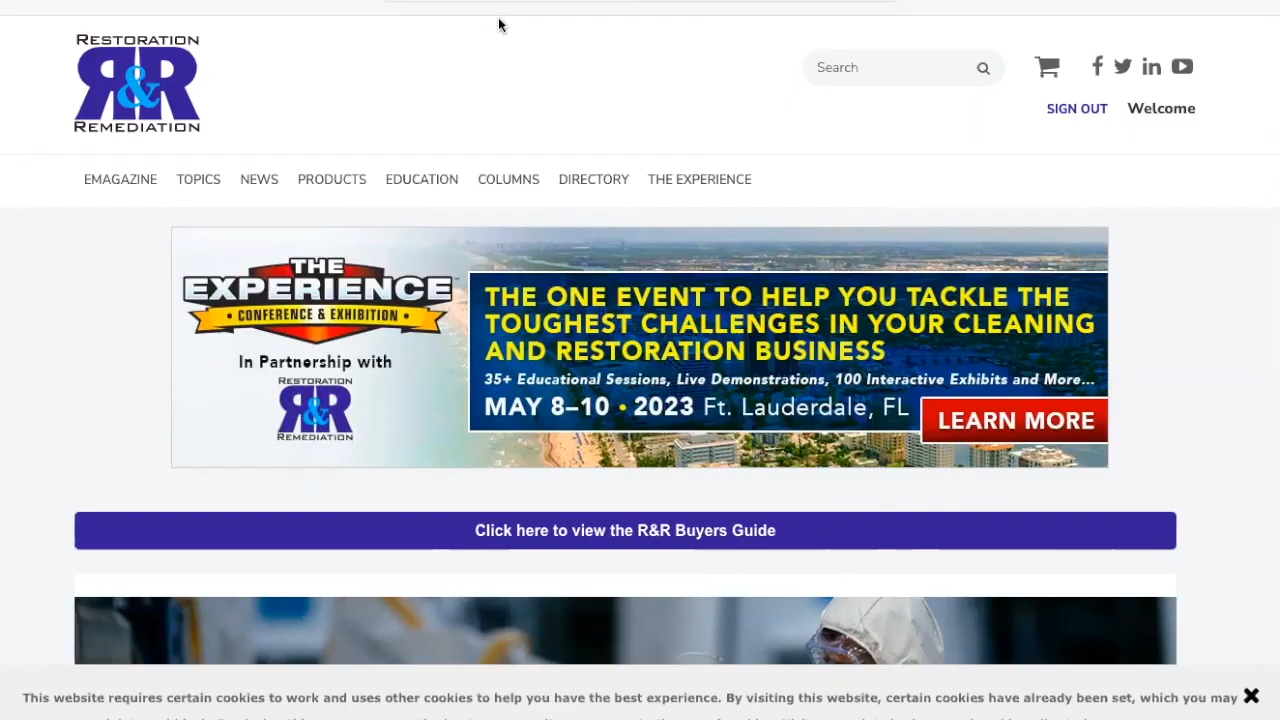 RESTORATION
R&R
REMEDIATION
Search
SIGN OUT Welcome
EMAGAZINE TOPICS NEWS PRODUCTS EDUCATION COLUMNS DIRECTORY THE EXPERIENCE
THE
EXPERIENCE
• CONFERENCE & EXHIBITION •
In Partnership with
RESTORATION
R&R
REMEDIATION
THE ONE EVENT TO HELP YOU TACKLE THE
TOUGHEST CHALLENGES IN YOUR CLEANING
AND RESTORATION BUSINESS
35+ Educational Sessions, Live Demonstrations, 100 Interactive Exhibits and More...
MAY 8–10 • 2023 Ft. Lauderdale, FL
LEARN MORE
Click here to view the R&R Buyers Guide
This website requires certain cookies to work and uses other cookies to help you have the best experience. By visiting this website, certain cookies have already been set, which you may